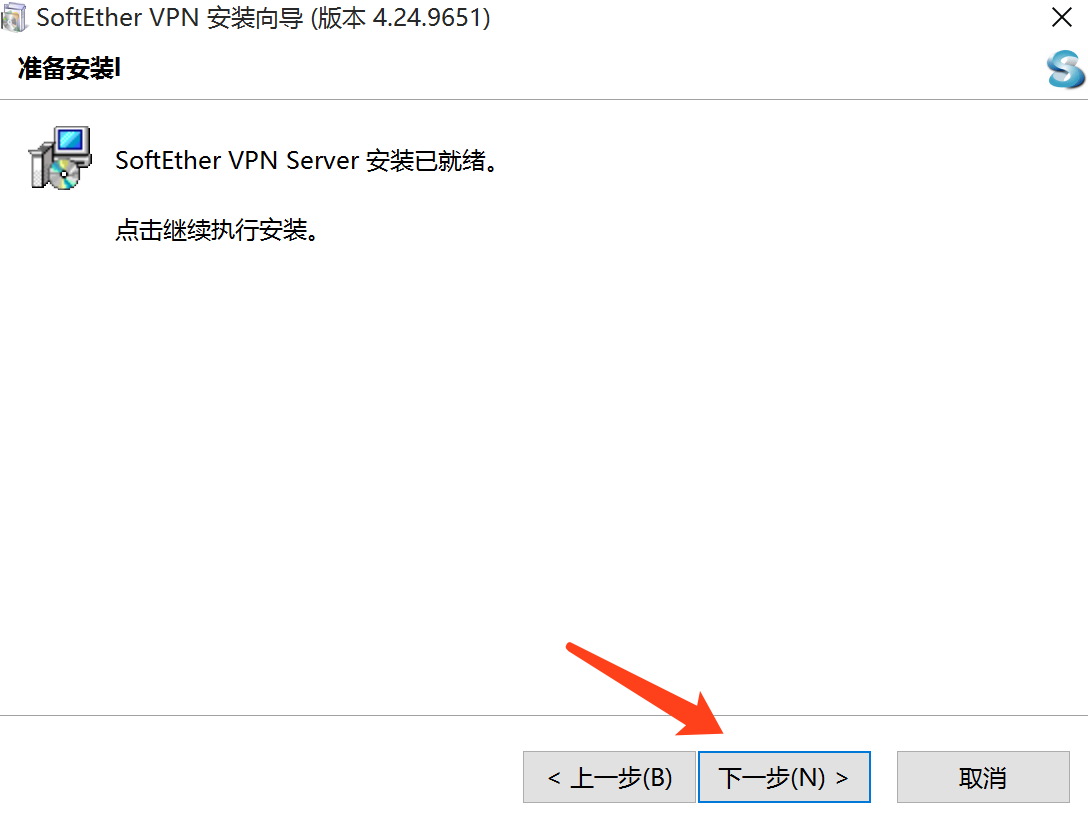 SoftEther VPN 安装向导 (版本 4.24.9651)
准备安装l
SoftEther VPN Server 安装已就绪。
点击继续执行安装。
< 上一步(B)
下一步(N) >
取消